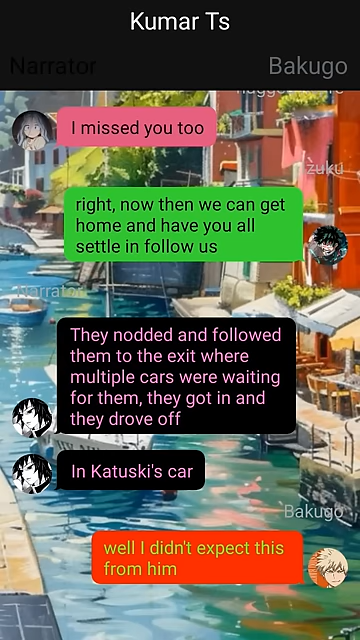 Kumar Ts
Narrator
Bakugo
I missed you too
zuku
right, now then we can get
home and have you all
settle in follow us
Narrator
They nodded and followed
them to the exit where
multiple cars were waiting
for them, they got in and
they drove off
In Katuski's car
Bakugo
well I didn't expect this
from him